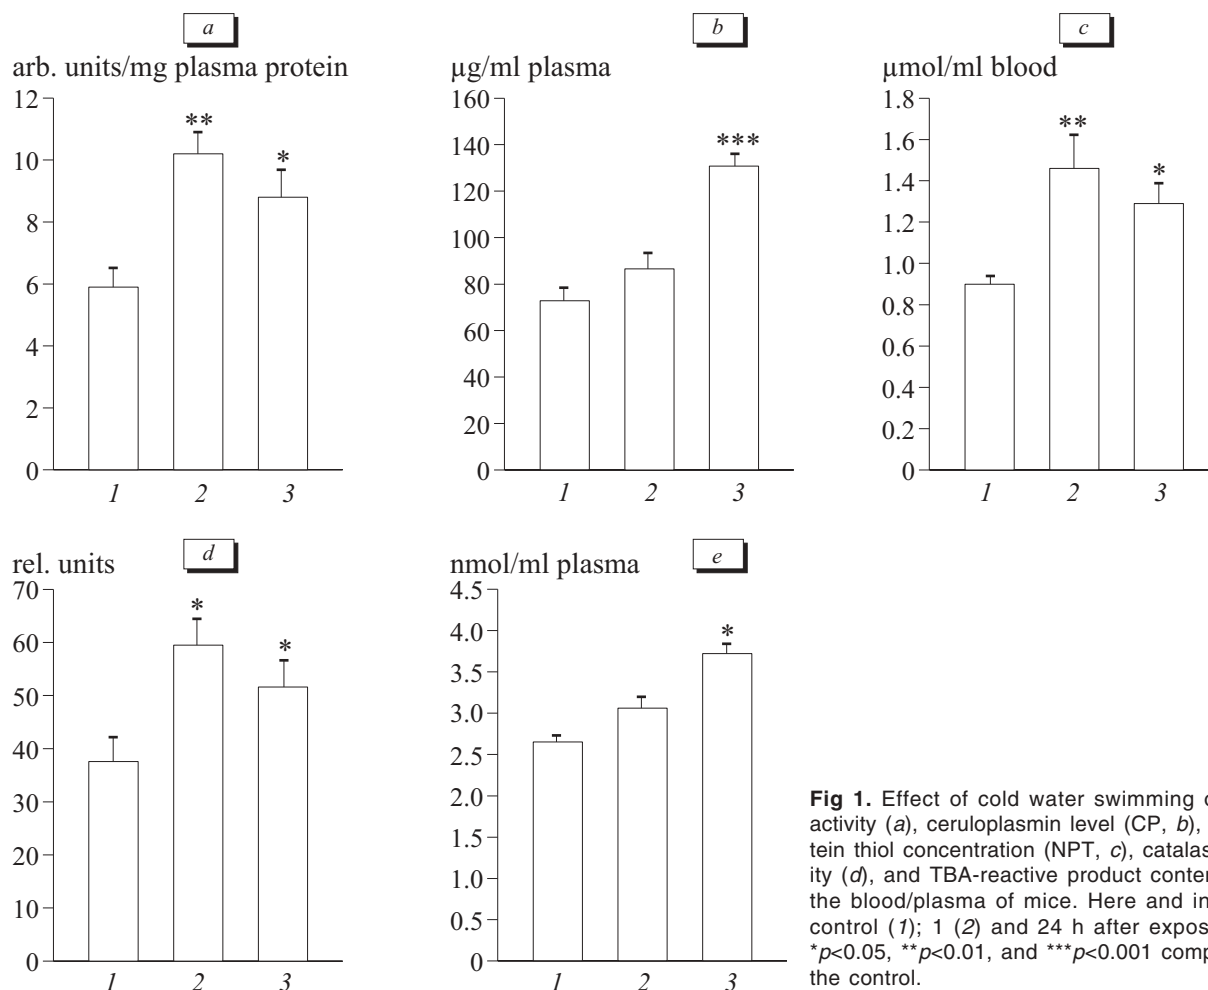 a
arb. units/mg plasma protein
12
10
8
6
4
2
0
**
*
1 2 3
b
µg/ml plasma
160
140
120
100
80
60
40
20
0
***
1 2 3
c
µmol/ml blood
1.8
1.6
1.4
1.2
1.0
0.8
0.6
0.4
0.2
0
**
*
1 2 3
d
rel. units
70
60
50
40
30
20
10
0
*
*
1 2 3
e
nmol/ml plasma
4.5
4.0
3.5
3.0
2.5
2.0
1.5
1.0
0.5
0
*
1 2 3
Fig 1. Effect of cold water swimming
activity (a), ceruloplasmin level (CP, b),
tein thiol concentration (NPT, c), catalas
ity (d), and TBA-reactive product conter
the blood/plasma of mice. Here and in
control (1); 1 (2) and 24 h after expos
*p<0.05, **p<0.01, and ***p<0.001 comp
the control.